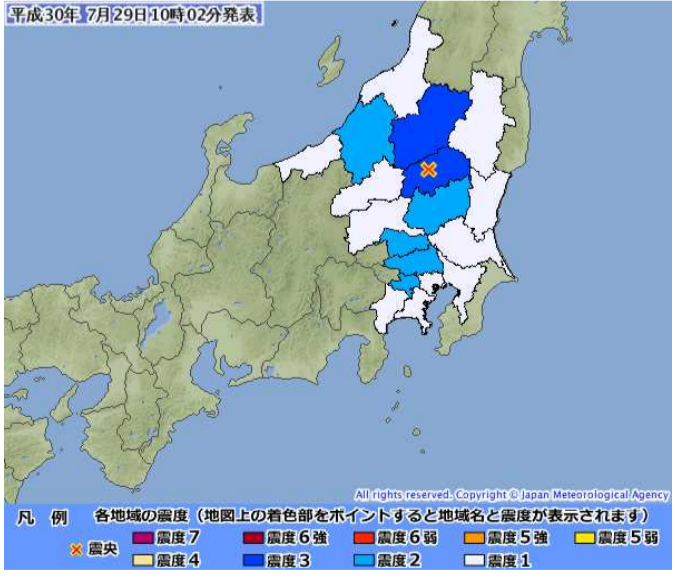 平成30年 7月29日10時02分発表
All rights reserved. Copyright © Japan Meteorological Agency
凡 例 各地域の震度（地図上の着色部をポイントすると地域名と震度が表示されます）
震央 震度7 震度6強 震度6弱 震度5強 震度5弱
震度4 震度3 震度2 震度1